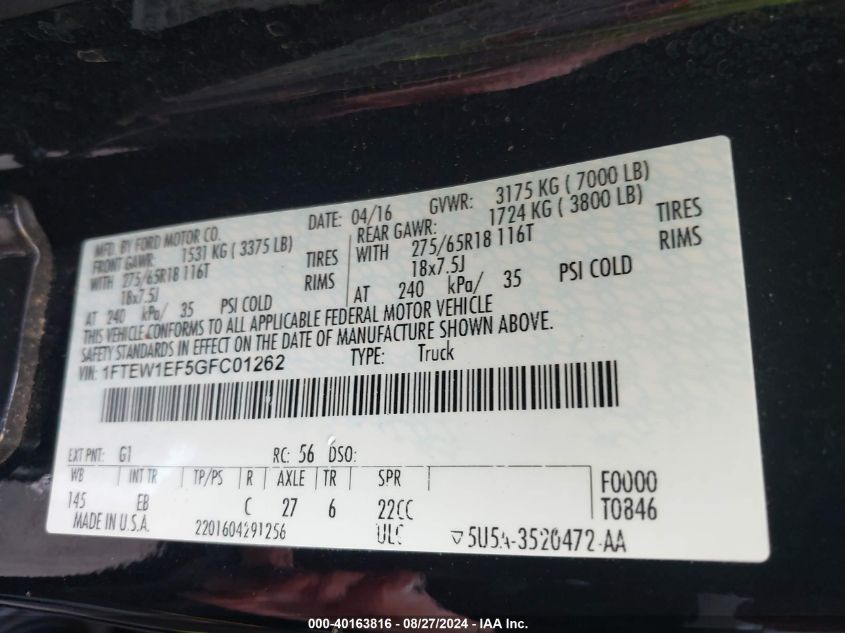 MFD. BY FORD MOTOR CO. DATE: 04/16 GVWR: 3175 KG ( 7000 LB)
FRONT GAWR: 1531 KG ( 3375 LB) REAR GAWR: 1724 KG ( 3800 LB)
WITH 275/65R18 116T TIRES WITH 275/65R18 116T TIRES
18x7.5J RIMS 18x7.5J RIMS
AT 240 kPa/ 35 PSI COLD AT 240 kPa/ 35 PSI COLD
THIS VEHICLE CONFORMS TO ALL APPLICABLE FEDERAL MOTOR VEHICLE
SAFETY STANDARDS IN EFFECT ON THE DATE OF MANUFACTURE SHOWN ABOVE.
VIN: 1FTEW1EF5GFC01262 TYPE: Truck
EXT PNT: G1 RC: 56 DSO:
WB INT TR TP/PS R AXLE TR SPR F0000
145 EB C 27 6 22CC T0846
MADE IN U.S.A. 2201604291256 ULC 5U5A-3520472-AA
000-40163816 - 08/27/2024 - IAA Inc.